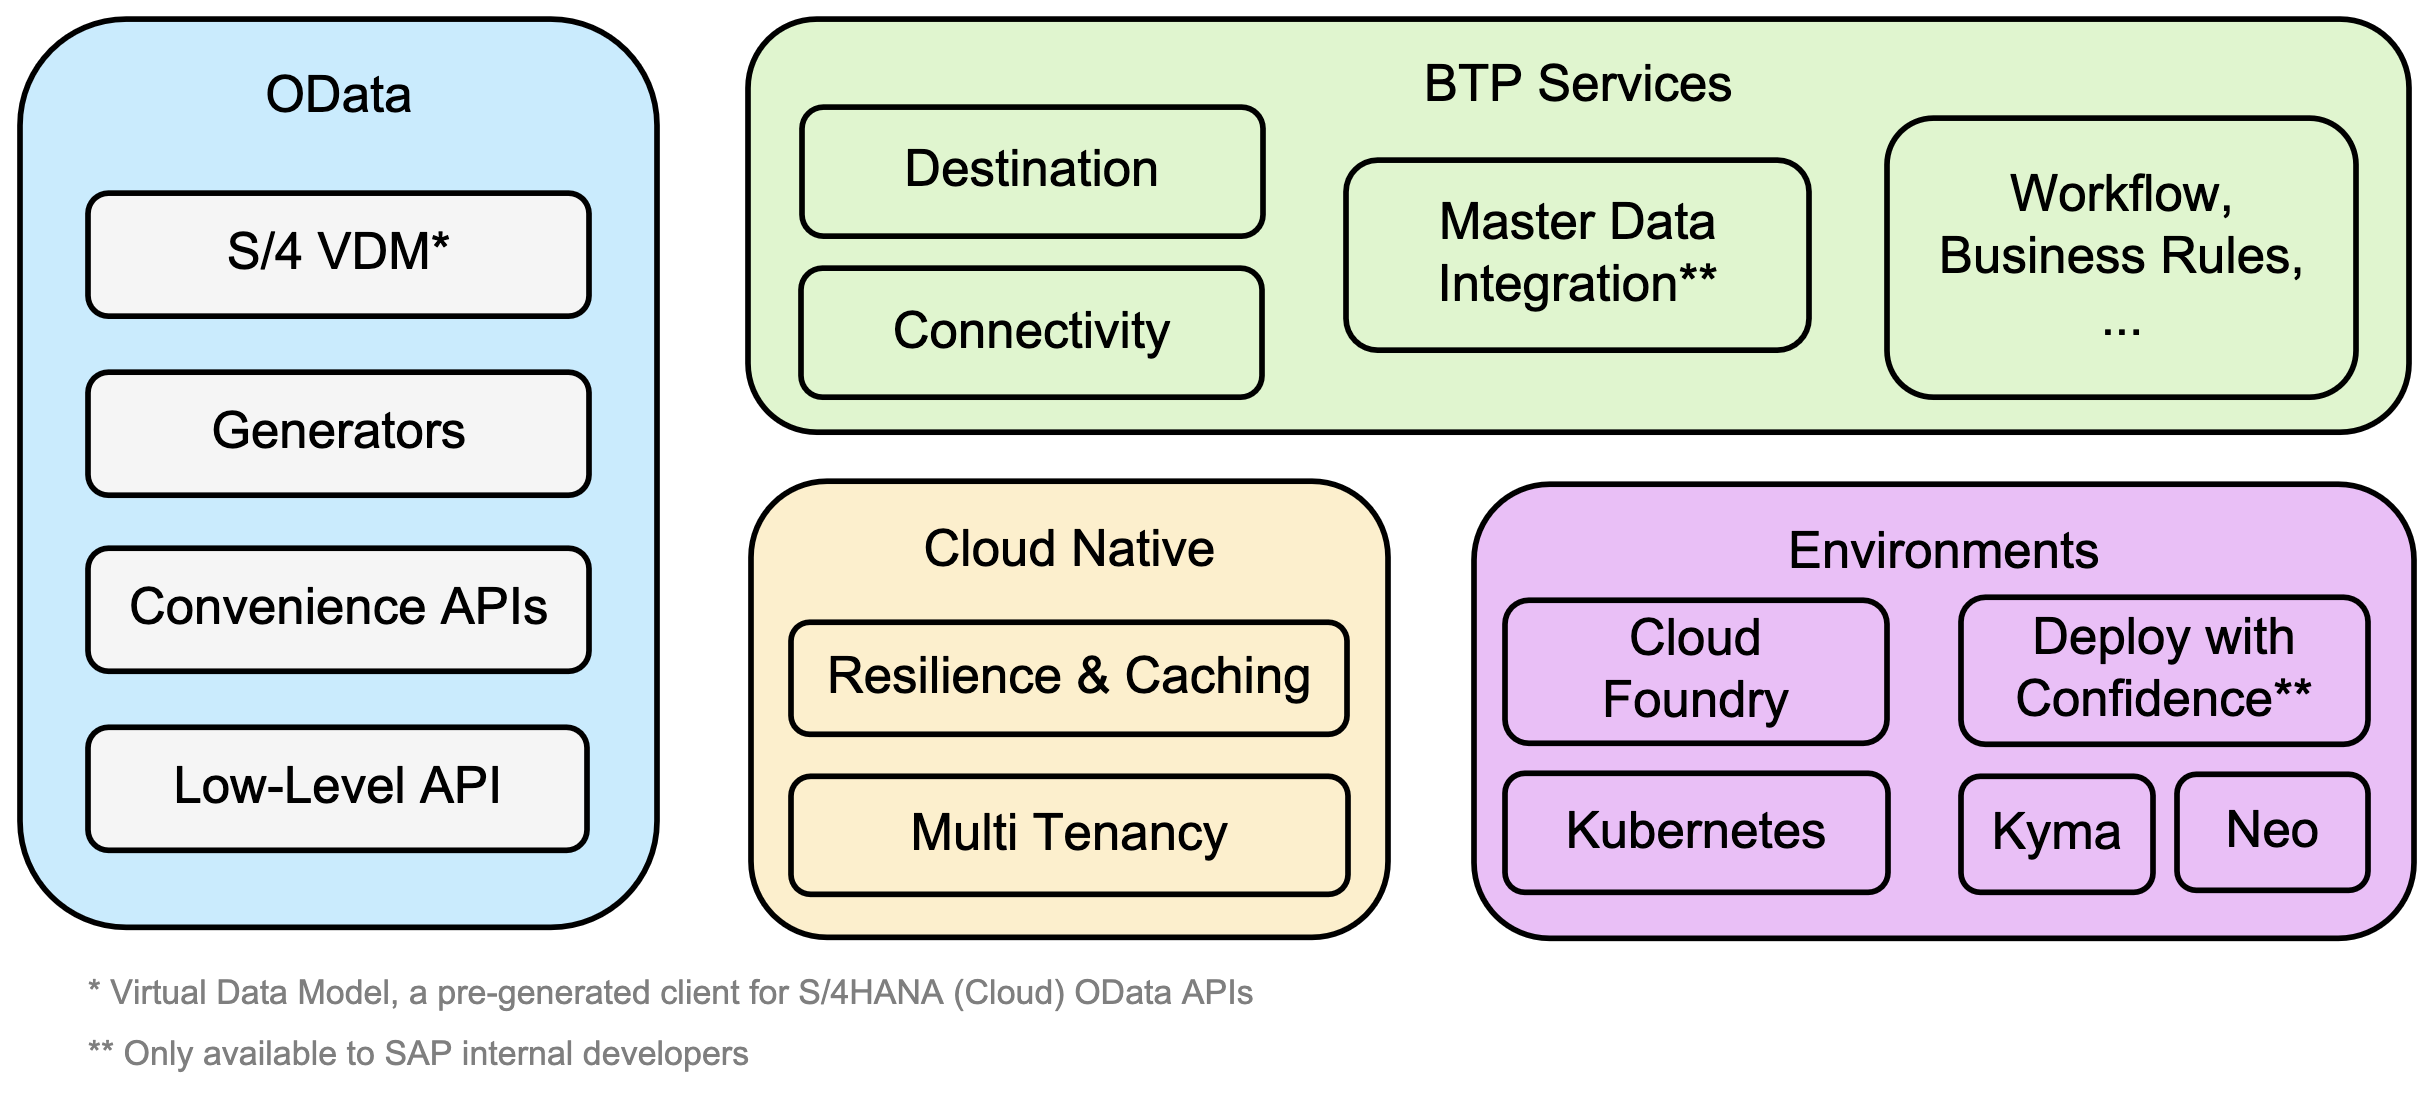 OData
S/4 VDM*
Generators
Convenience APIs
Low-Level API
BTP Services
Destination
Connectivity
Master Data
Integration**
Workflow,
Business Rules,
...
Cloud Native
Resilience & Caching
Multi Tenancy
Environments
Cloud
Foundry
Deploy with
Confidence**
Kubernetes
Kyma
Neo
* Virtual Data Model, a pre-generated client for S/4HANA (Cloud) OData APIs
** Only available to SAP internal developers